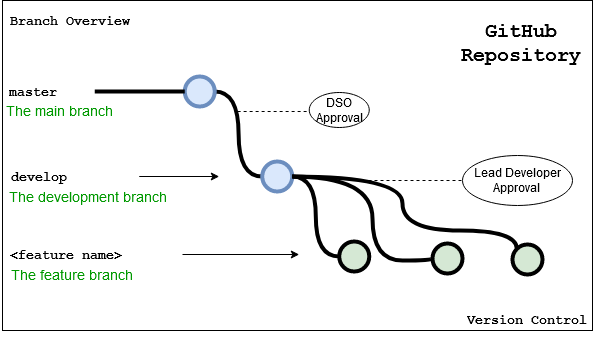 Branch Overview
GitHub
Repository
master
The main branch
DSO
Approval
develop
The development branch
Lead Developer
Approval
<feature name>
The feature branch
Version Control